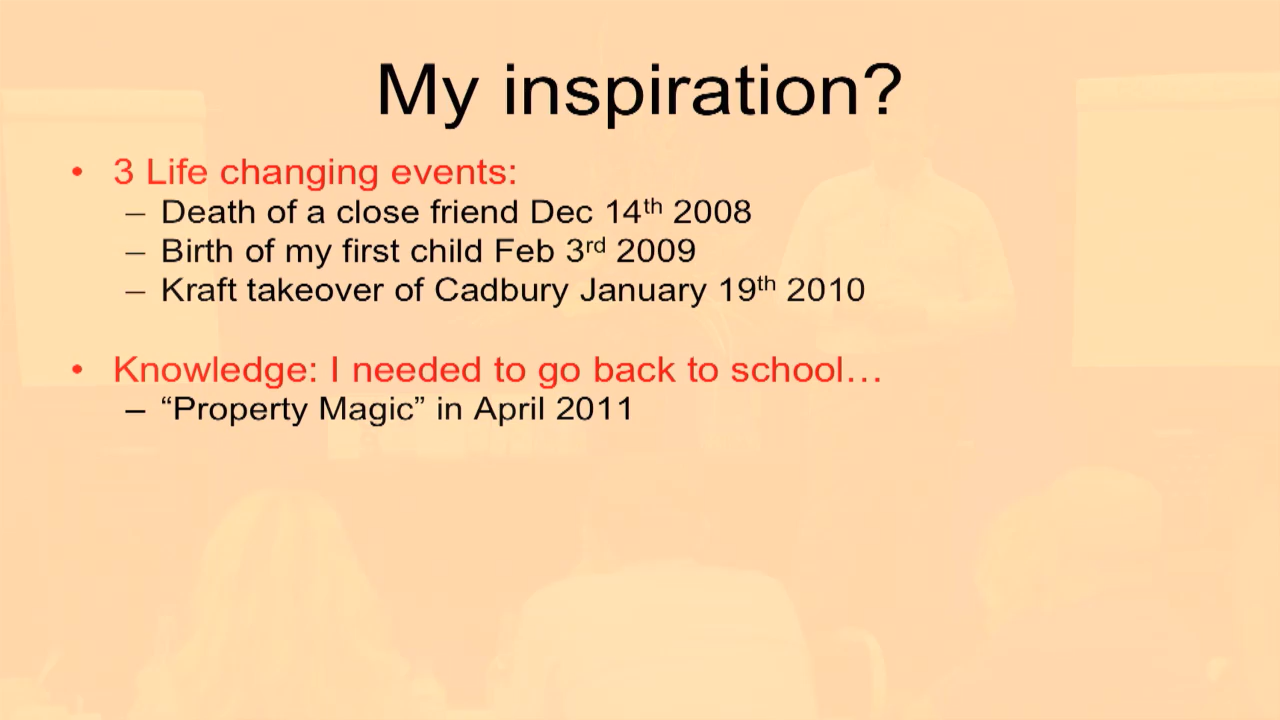 My inspiration?
• 3 Life changing events:
– Death of a close friend Dec 14th 2008
– Birth of my first child Feb 3rd 2009
– Kraft takeover of Cadbury January 19th 2010
• Knowledge: I needed to go back to school…
– “Property Magic” in April 2011